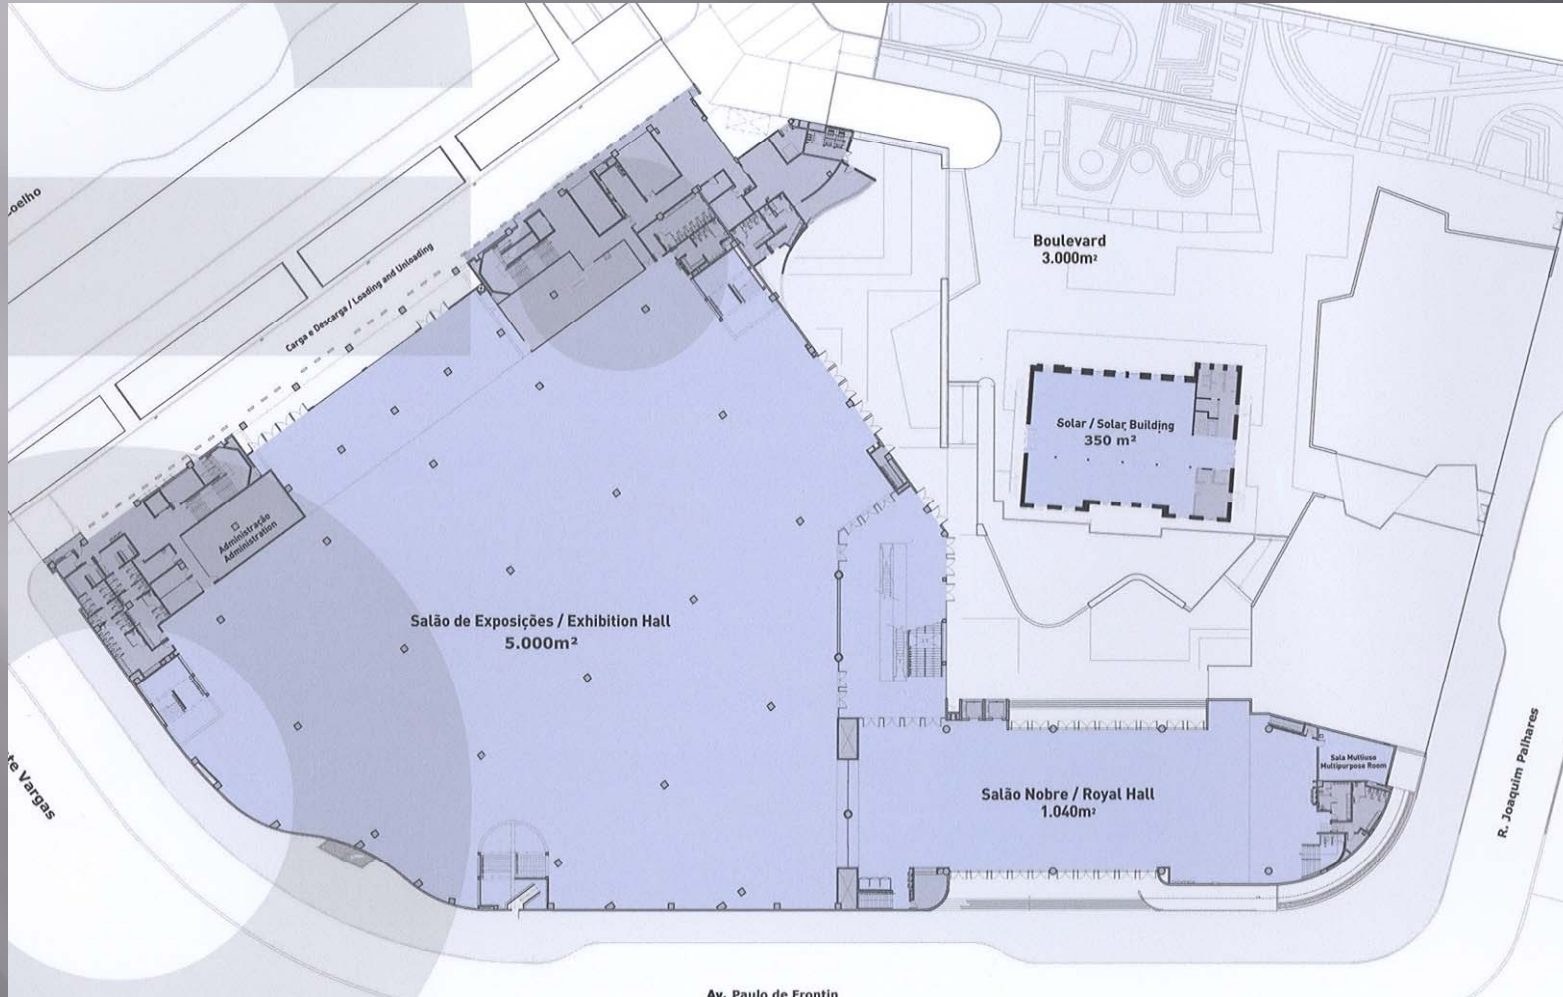 oelho
Carga e Descarga / Loading and Unloading
Boulevard
3.000m²
Solar / Solar Building
350 m²
Administração
Administration
Salão de Exposições / Exhibition Hall
5.000m²
te Vargas
Sala Multiuso
Multipurpose Room
Salão Nobre / Royal Hall
1.040m²
R. Joaquim Palhares
Av. Paulo de Frontin